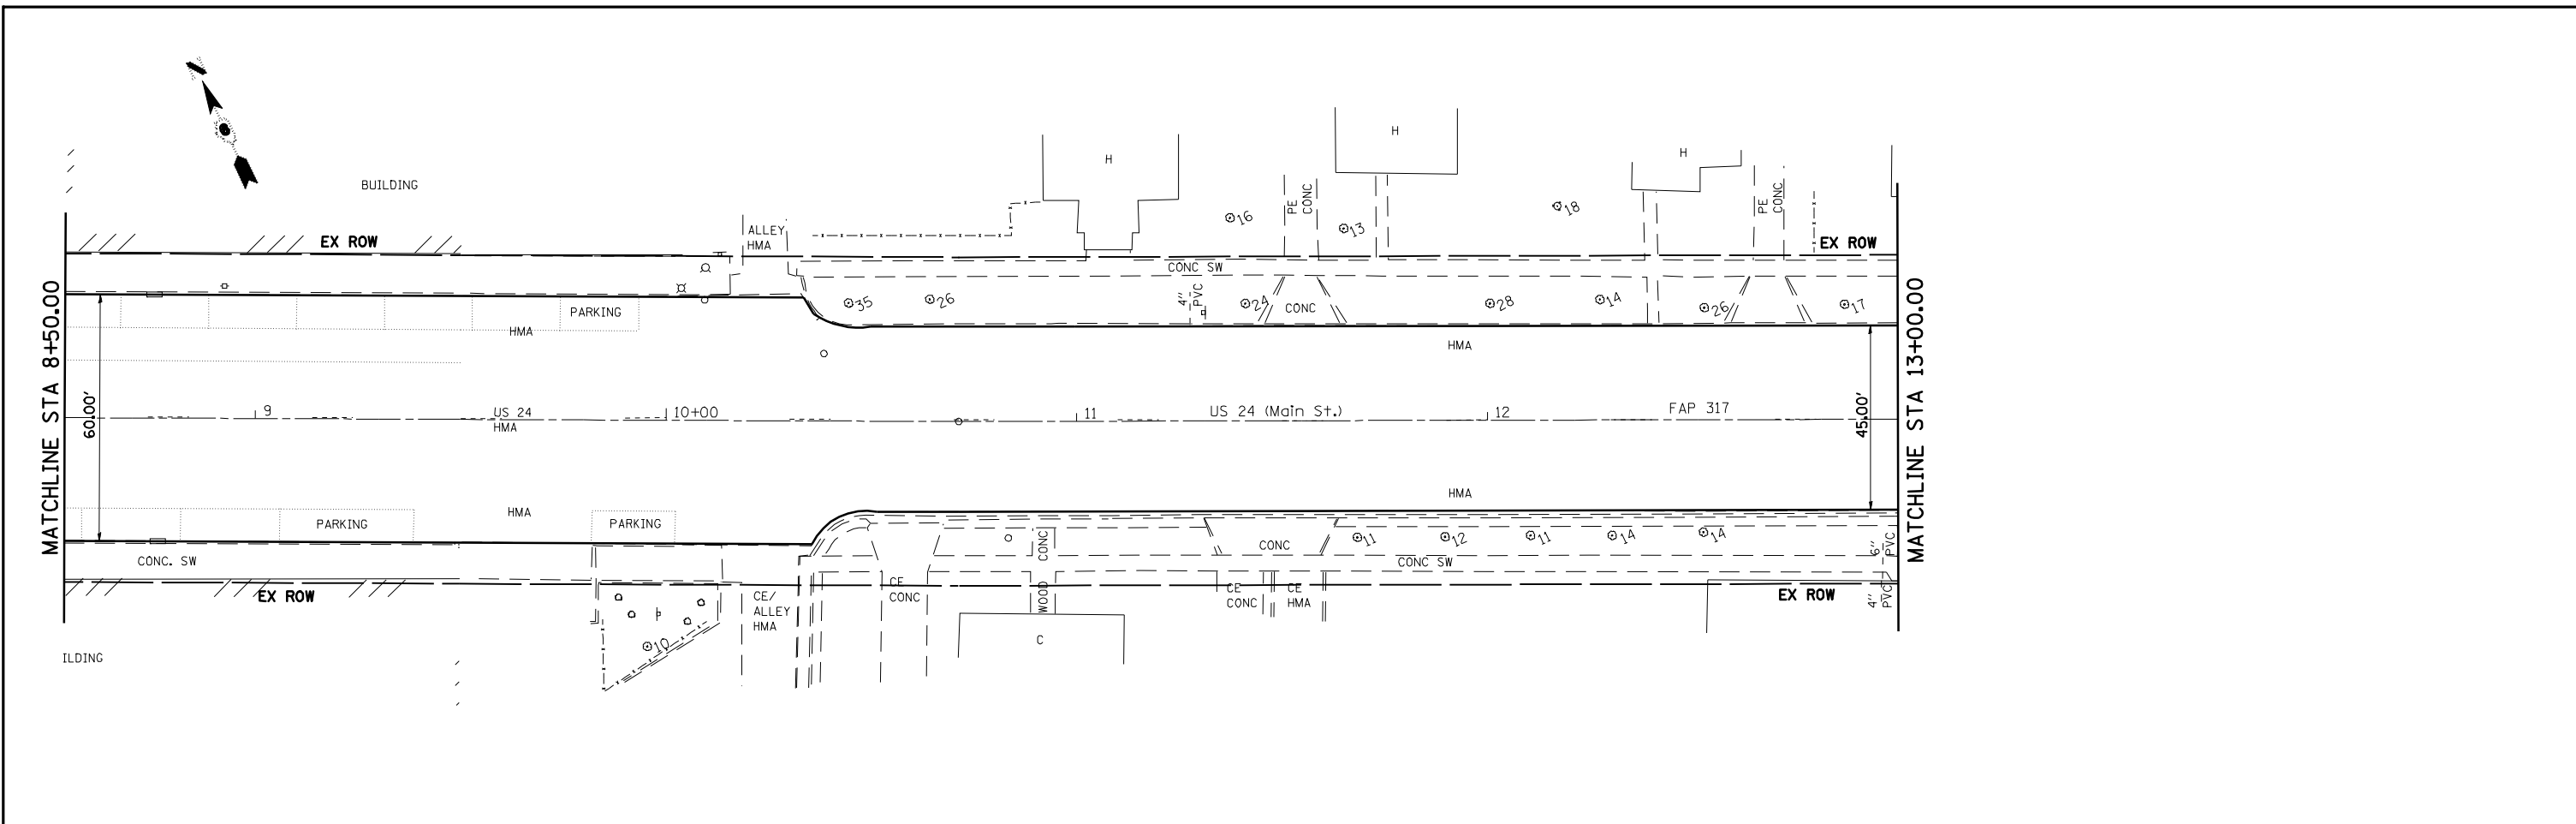 N
BUILDING
EX ROW
ALLEY
HMA
H
H
H
PE
CONC
PE
CONC
16
13
18
EX ROW
CONC SW
35
26
4" PVC
24
CONC
28
14
26
17
PARKING
HMA
HMA
MATCHLINE STA 8+50.00
60.00'
9
US 24
HMA
10+00
11
US 24 (Main St.)
12
FAP 317
45.00'
MATCHLINE STA 13+00.00
HMA
HMA
PARKING
PARKING
CONC. SW
EX ROW
CE/
ALLEY
HMA
CE
CONC
CONC
WOOD
CONC
11
12
11
14
14
CONC SW
CE
CONC
CE
HMA
6" PVC
4" PVC
EX ROW
10
C
ILDING